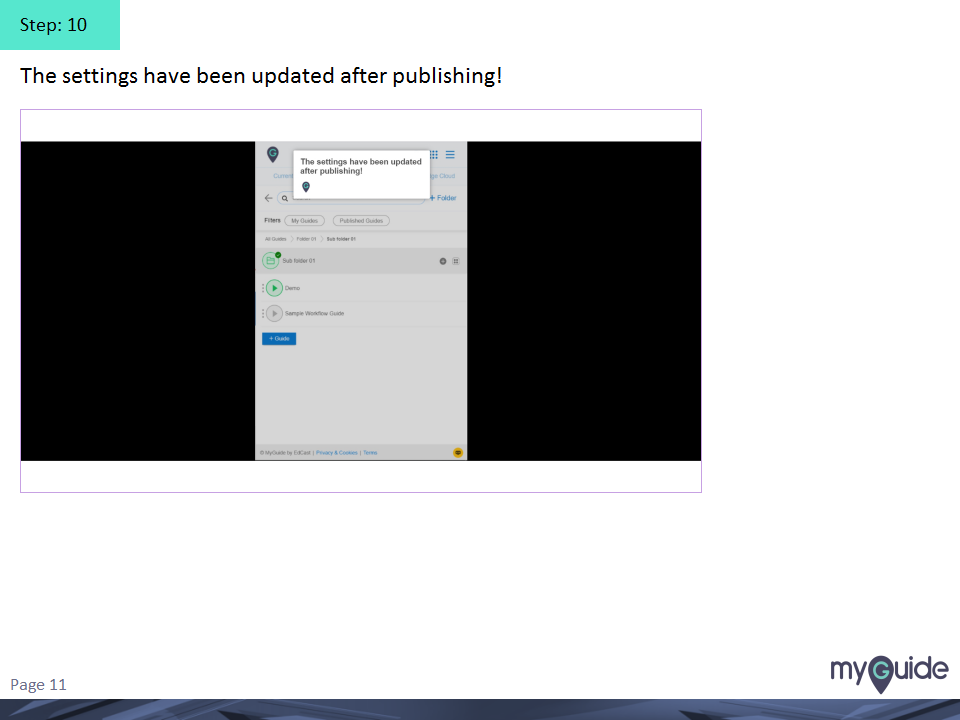 Step: 10
The settings have been updated after publishing!
The settings have been updated
after publishing!
+ Folder
Filters My Guides Published Guides
All Guides Folder 01 Sub folder 01
Sub folder 01
Demo
Sample Workflow Guide
+ Guide
© MyGuide by EdCast | Privacy & Cookies | Terms
myGuide
Page 11